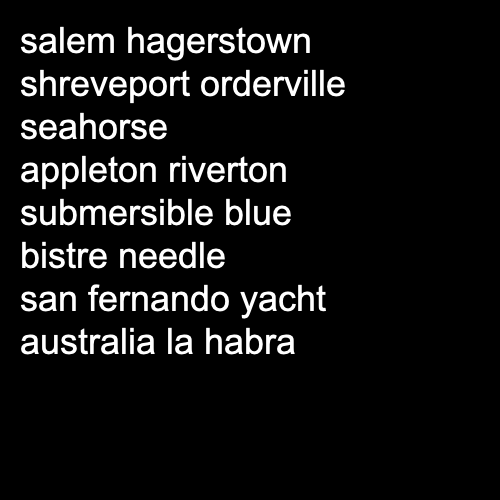 salem hagerstown
shreveport orderville
seahorse
appleton riverton
submersible blue
bistre needle
san fernando yacht
australia la habra